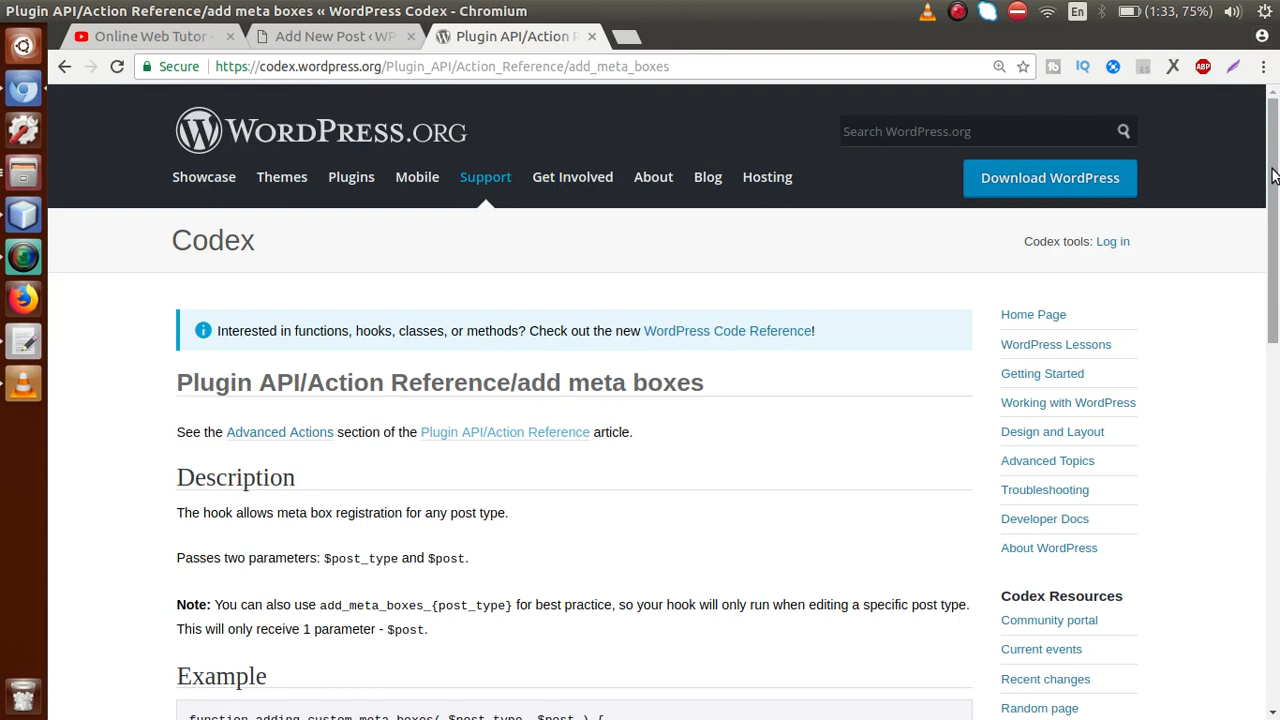 Plugin API/Action Reference/add meta boxes « WordPress Codex - Chromium
En
(1:33, 75%)
Online Web Tutor -
Add New Post ‹ WP
Plugin API/Action R
Secure
https://codex.wordpress.org/Plugin_API/Action_Reference/add_meta_boxes
IQ
ABP
WORDPRESS.ORG
Search WordPress.org
Showcase Themes Plugins Mobile Support Get Involved About Blog Hosting
Download WordPress
Codex
Codex tools: Log in
Interested in functions, hooks, classes, or methods? Check out the new WordPress Code Reference!
Plugin API/Action Reference/add meta boxes
See the Advanced Actions section of the Plugin API/Action Reference article.
Description
The hook allows meta box registration for any post type.
Passes two parameters: $post_type and $post.
Note: You can also use add_meta_boxes_{post_type} for best practice, so your hook will only run when editing a specific post type.
This will only receive 1 parameter - $post.
Example
function adding_custom_meta_boxes( $post_type, $post ) {
Home Page
WordPress Lessons
Getting Started
Working with WordPress
Design and Layout
Advanced Topics
Troubleshooting
Developer Docs
About WordPress
Codex Resources
Community portal
Current events
Recent changes
Random page